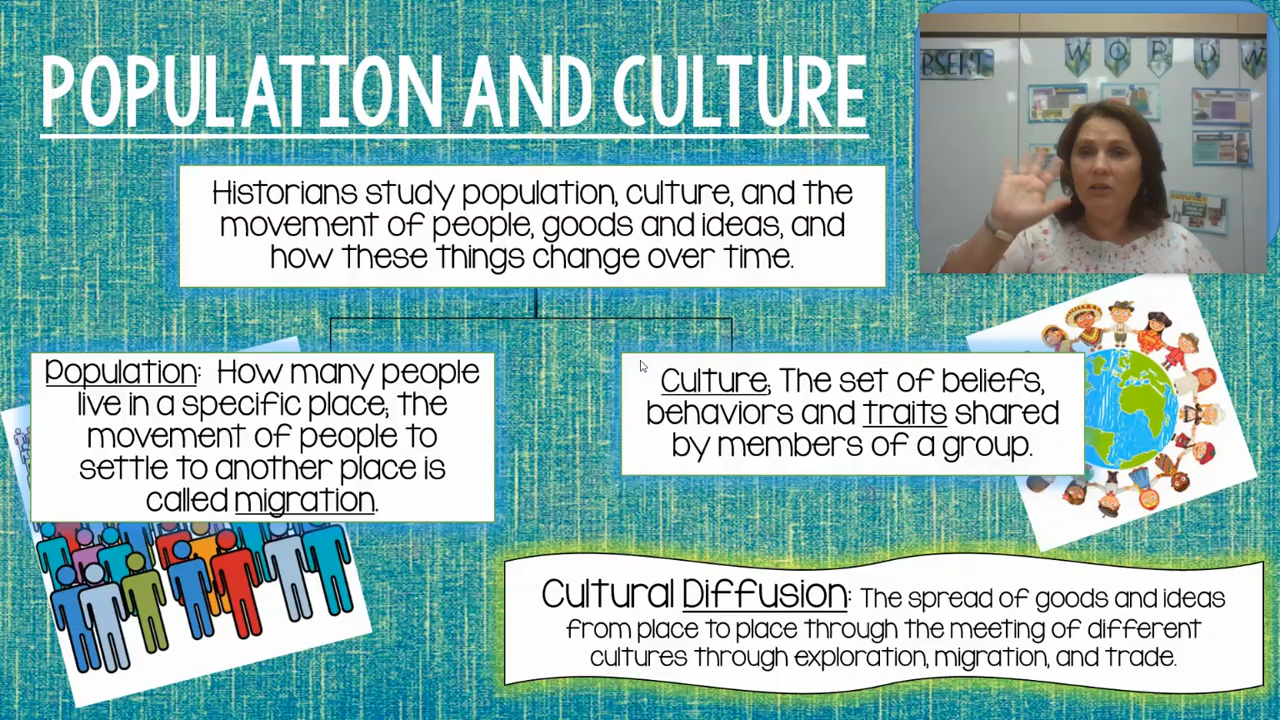 POPULATION AND CULTURE
BSENT
WORD W
Historians study population, culture, and the
movement of people, goods and ideas, and
how these things change over time.
Population: How many people
live in a specific place; the
movement of people to
settle to another place is
called migration.
Culture; The set of beliefs,
behaviors and traits shared
by members of a group.
Cultural Diffusion: The spread of goods and ideas
from place to place through the meeting of different
cultures through exploration, migration, and trade.